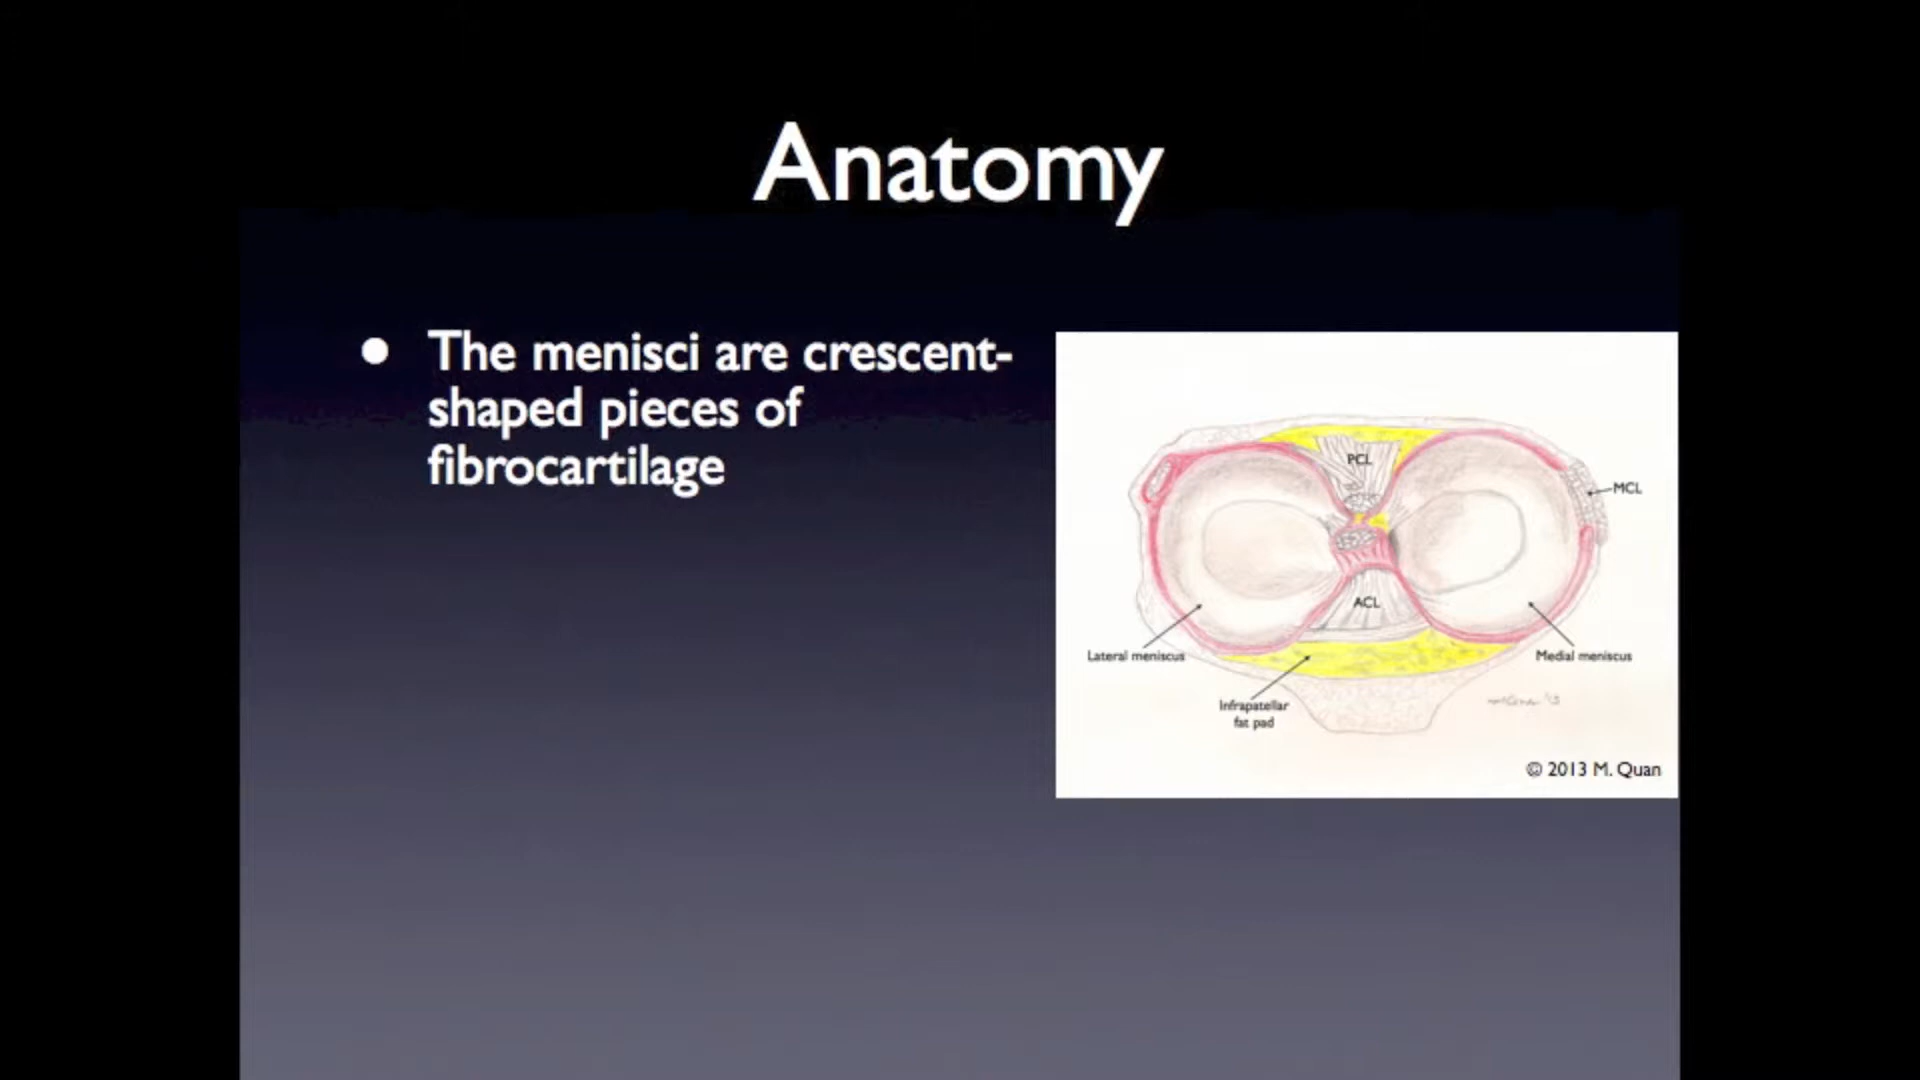 Anatomy
• The menisci are crescent-
shaped pieces of
fibrocartilage
PCL
MCL
ACL
Lateral meniscus
Medial meniscus
Infrapatellar
fat pad
© 2013 M. Quan